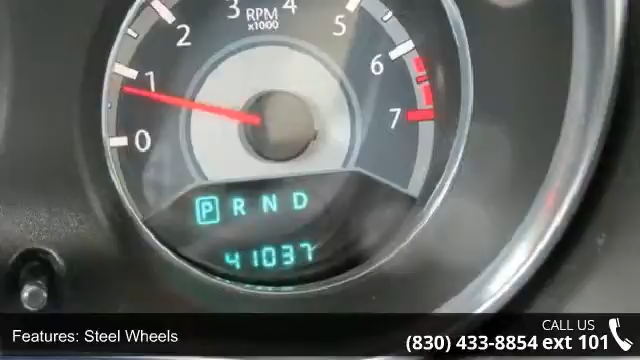 3 4
RPM
x1000
2 5
1 6
0 7
P R N D
41037
Features: Steel Wheels
CALL US
(830) 433-8854 ext 101